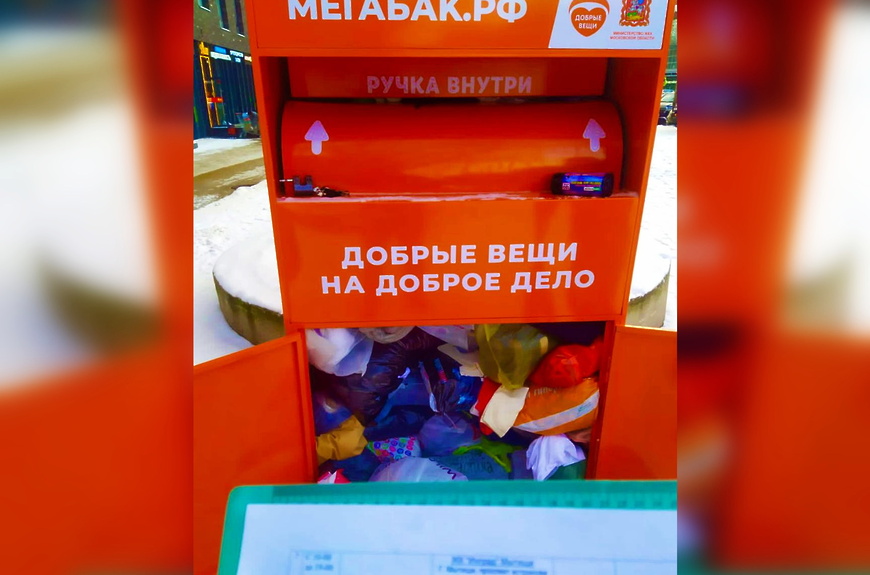 МЕГАБАК.РФ
ДОБРЫЕ
ВЕЩИ
РУЧКА ВНУТРИ
ДОБРЫЕ ВЕЩИ
НА ДОБРОЕ ДЕЛО